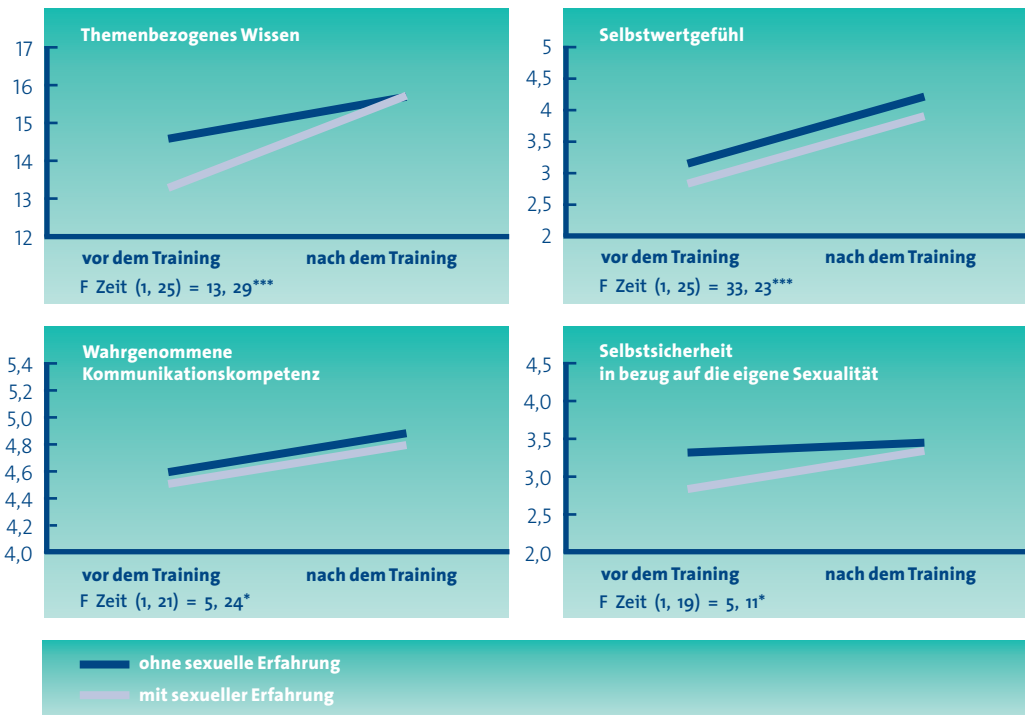 Themenbezogenes Wissen
17
16
15
14
13
12
vor dem Training nach dem Training
F Zeit (1, 25) = 13, 29***
Selbstwertgefühl
5
4,5
4
3,5
3
2,5
2
vor dem Training nach dem Training
F Zeit (1, 25) = 33, 23***
Wahrgenommene
Kommunikationskompetenz
5,4
5,2
5,0
4,8
4,6
4,4
4,2
4,0
vor dem Training nach dem Training
F Zeit (1, 21) = 5, 24*
Selbstsicherheit
in bezug auf die eigene Sexualität
4,5
4,0
3,5
3,0
2,5
2,0
vor dem Training nach dem Training
F Zeit (1, 19) = 5, 11*
ohne sexuelle Erfahrung
mit sexueller Erfahrung